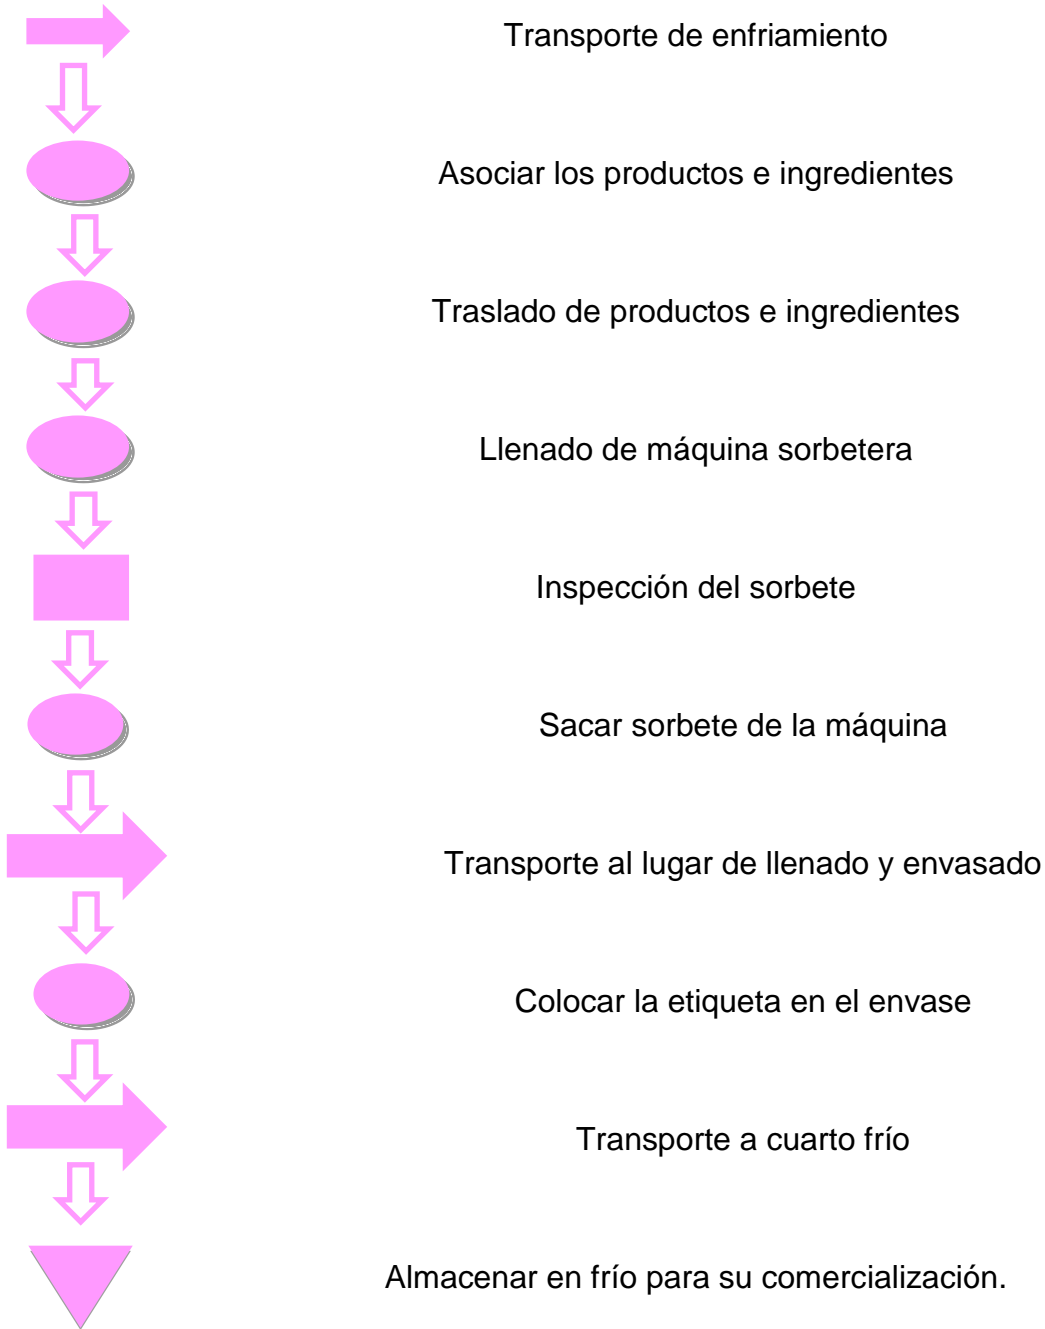 Transporte de enfriamiento
Asociar los productos e ingredientes
Traslado de productos e ingredientes
Llenado de máquina sorbetera
Inspección del sorbete
Sacar sorbete de la máquina
Transporte al lugar de llenado y envasado
Colocar la etiqueta en el envase
Transporte a cuarto frío
Almacenar en frío para su comercialización.